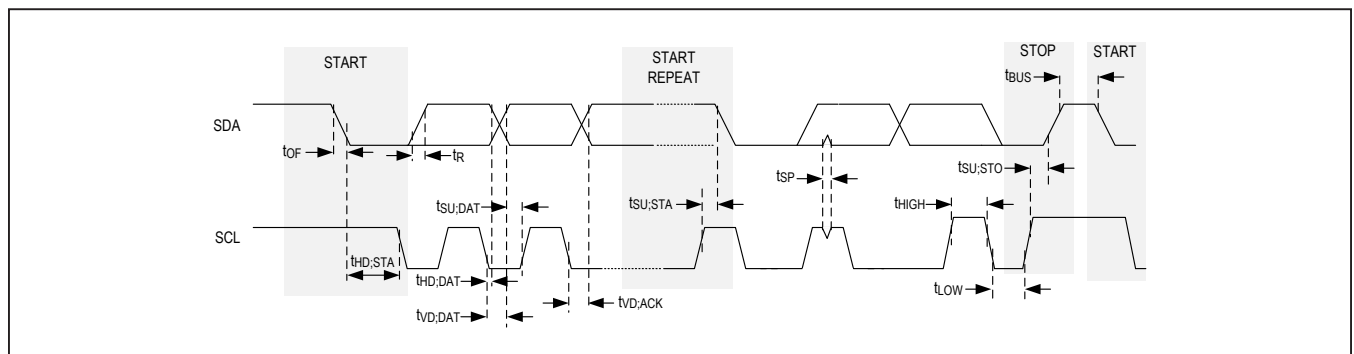 START
START
REPEAT
STOP
START
tBUS
SDA
tOF
tR
tSP
tSU;STO
tSU;DAT
tSU;STA
tHIGH
SCL
tHD;STA
tHD;DAT
tVD;ACK
tLOW
tVD;DAT